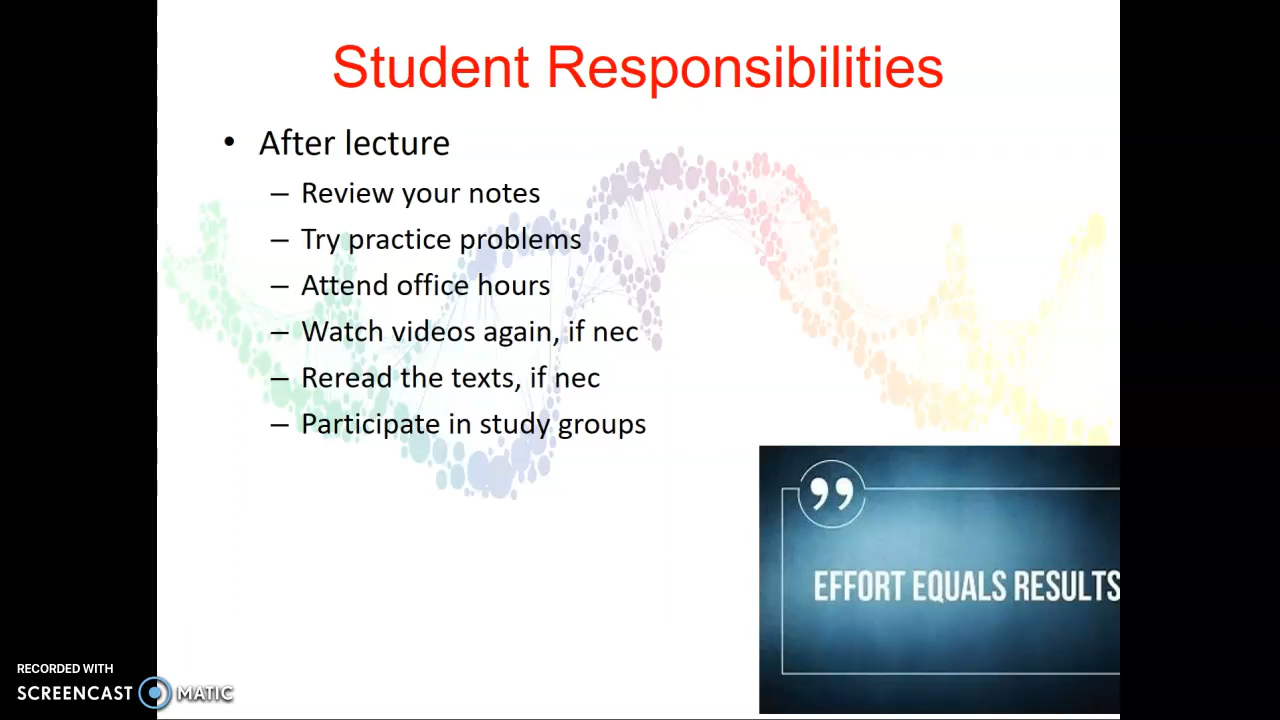 Student Responsibilities
• After lecture
– Review your notes
– Try practice problems
– Attend office hours
– Watch videos again, if nec
– Reread the texts, if nec
– Participate in study groups
EFFORT EQUALS RESULTS
RECORDED WITH
SCREENCAST MATIC